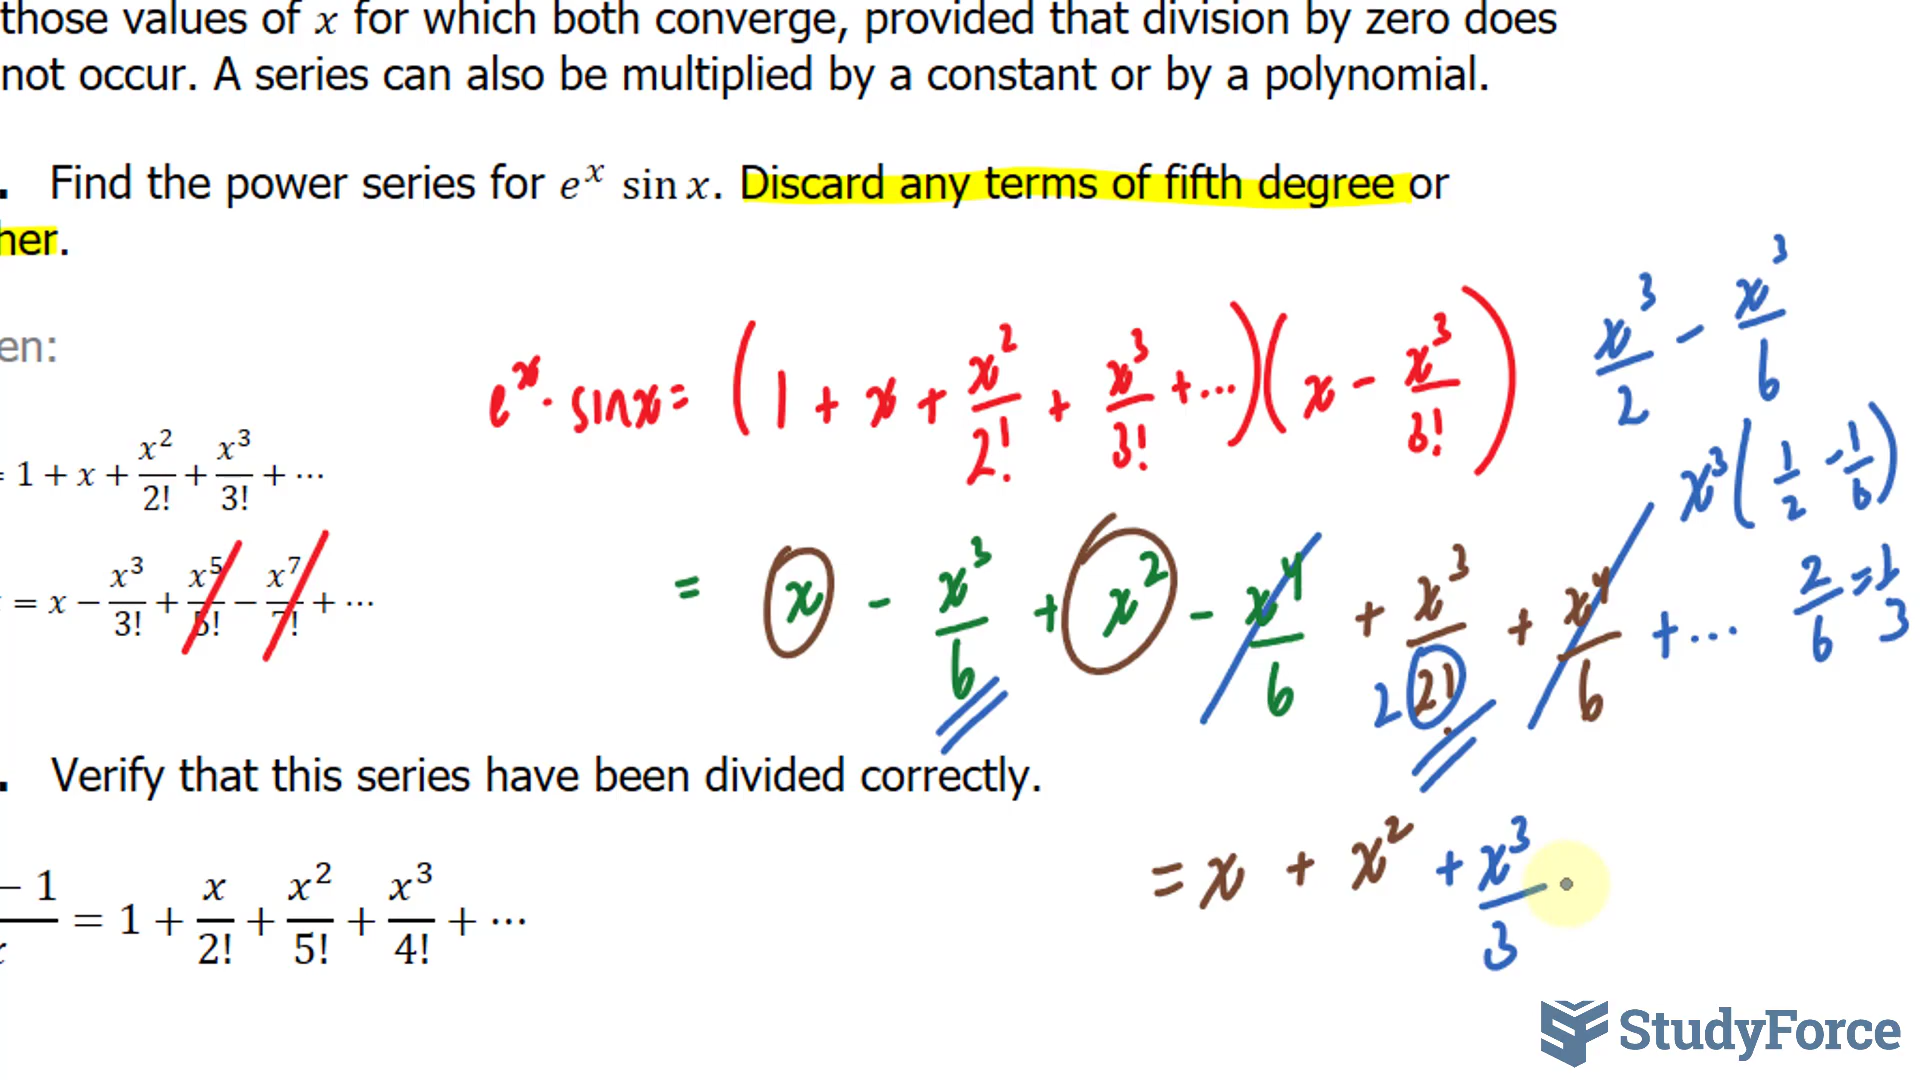 those values of x for which both converge, provided that division by zero does
not occur. A series can also be multiplied by a constant or by a polynomial.
. Find the power series for eˣ sin x. Discard any terms of fifth degree or
her.
en:
eˣ · sinx = (1 + x + x²/2! + x³/3! + ...)(x - x³/3!)
x³/2 - x³/6
x³(1/2 - 1/6)
2/6 = 1/3
= 1 + x + x²/2! + x³/3! + ⋯
= x − x³/3! + x⁵/5! − x⁷/7! + ⋯
= x - x³/6 + x² - x⁴/6 + x³/2! + x⁴/6 + ...
2
. Verify that this series have been divided correctly.
= x + x² + x³/3
− 1
= 1 + x/2! + x²/5! + x³/4! + ⋯
StudyForce